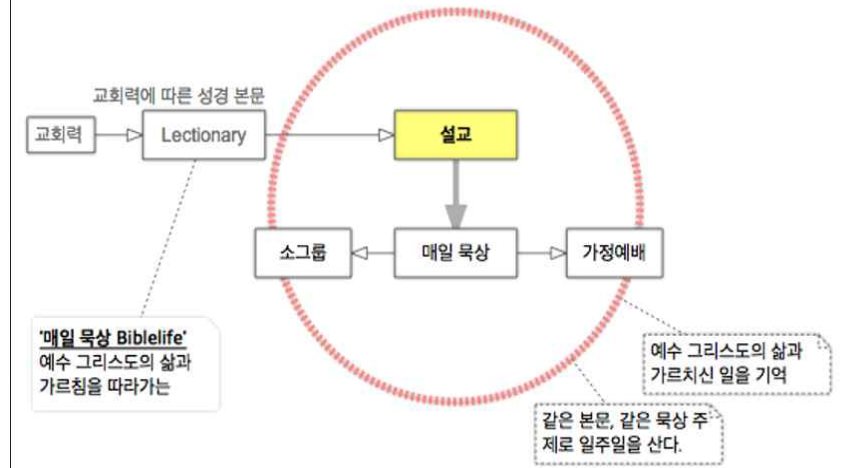 교회력에 따른 성경 본문
교회력
Lectionary
설교
소그룹
매일 묵상
가정예배
'매일 묵상 Biblelife'
예수 그리스도의 삶과
가르침을 따라가는
예수 그리스도의 삶과
가르치신 일을 기억
같은 본문, 같은 묵상 주
제로 일주일을 산다.